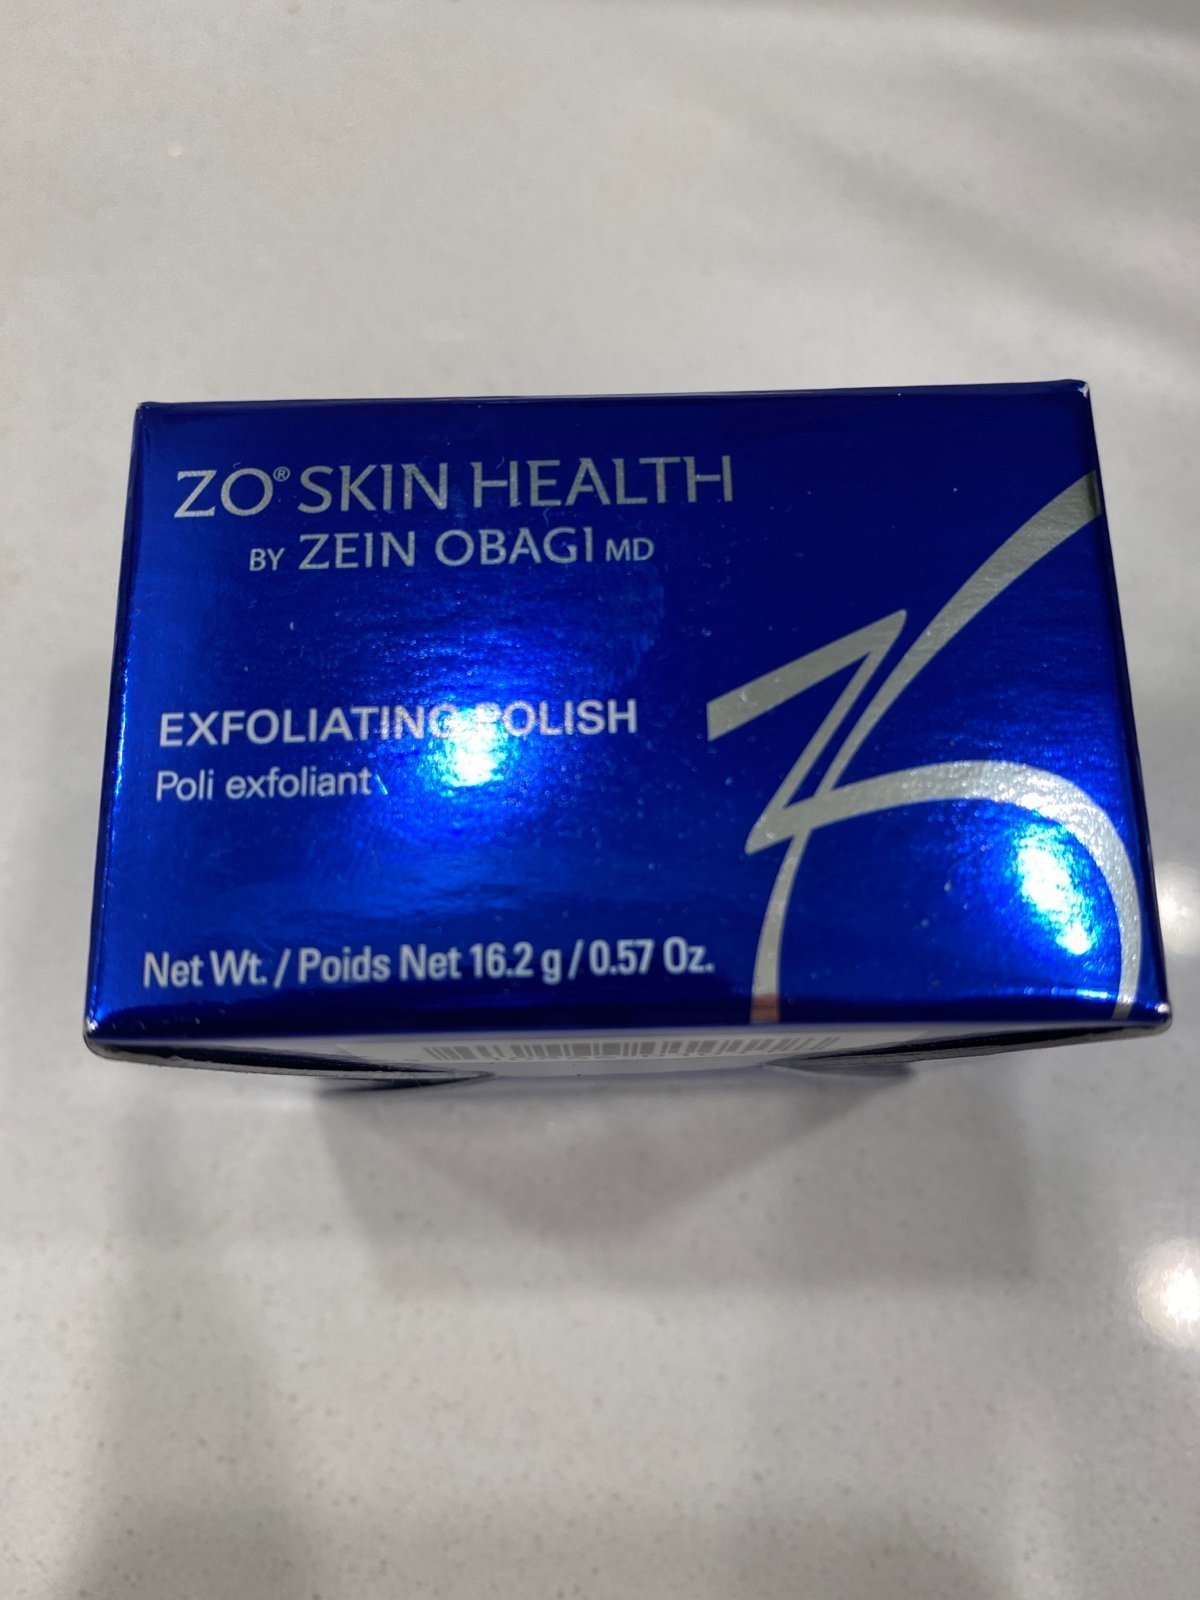 ZO® SKIN HEALTH
BY ZEIN OBAGI MD
EXFOLIATING POLISH
Poli exfoliant
Net Wt. / Poids Net 16.2 g / 0.57 Oz.